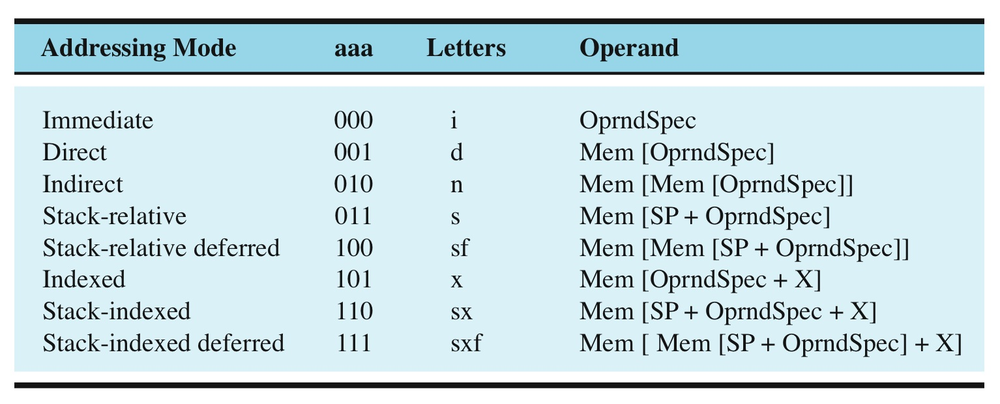 Addressing Mode aaa Letters Operand
Immediate 000 i OprndSpec
Direct 001 d Mem [OprndSpec]
Indirect 010 n Mem [Mem [OprndSpec]]
Stack-relative 011 s Mem [SP + OprndSpec]
Stack-relative deferred 100 sf Mem [Mem [SP + OprndSpec]]
Indexed 101 x Mem [OprndSpec + X]
Stack-indexed 110 sx Mem [SP + OprndSpec + X]
Stack-indexed deferred 111 sxf Mem [ Mem [SP + OprndSpec] + X]